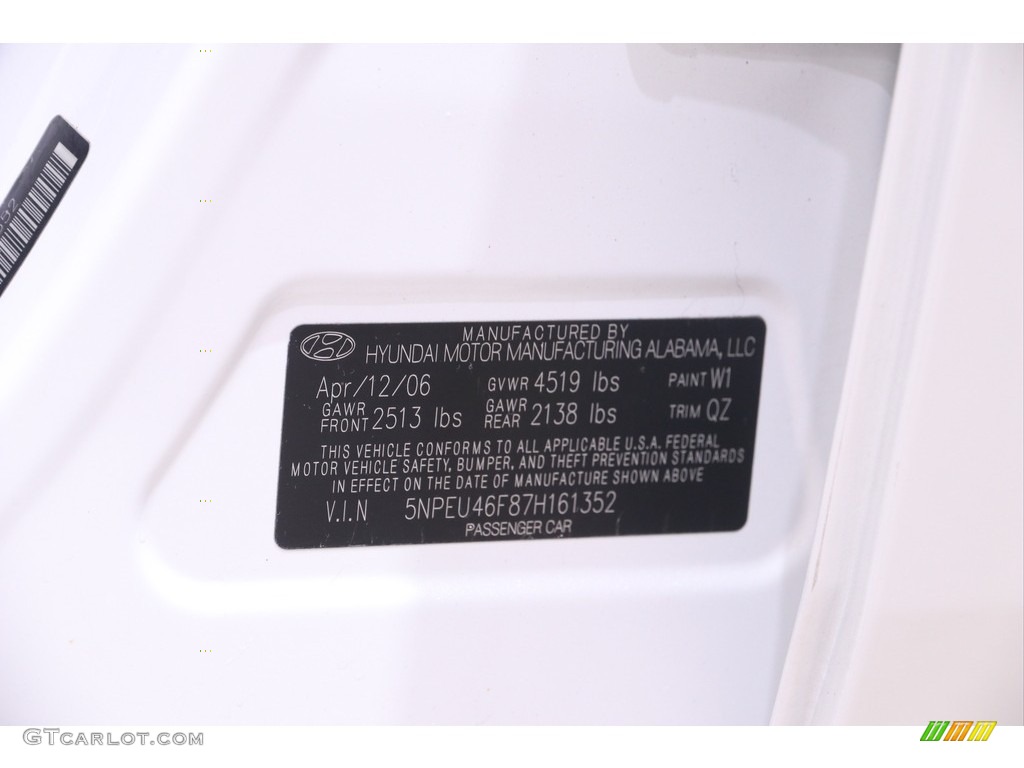 MANUFACTURED BY
HYUNDAI MOTOR MANUFACTURING ALABAMA, LLC
Apr/12/06 GVWR 4519 lbs PAINT W1
GAWR FRONT 2513 lbs GAWR REAR 2138 lbs TRIM QZ
THIS VEHICLE CONFORMS TO ALL APPLICABLE U.S.A. FEDERAL
MOTOR VEHICLE SAFETY, BUMPER, AND THEFT PREVENTION STANDARDS
IN EFFECT ON THE DATE OF MANUFACTURE SHOWN ABOVE
V.I.N 5NPEU46F87H161352
PASSENGER CAR
GTCARLOT.COM